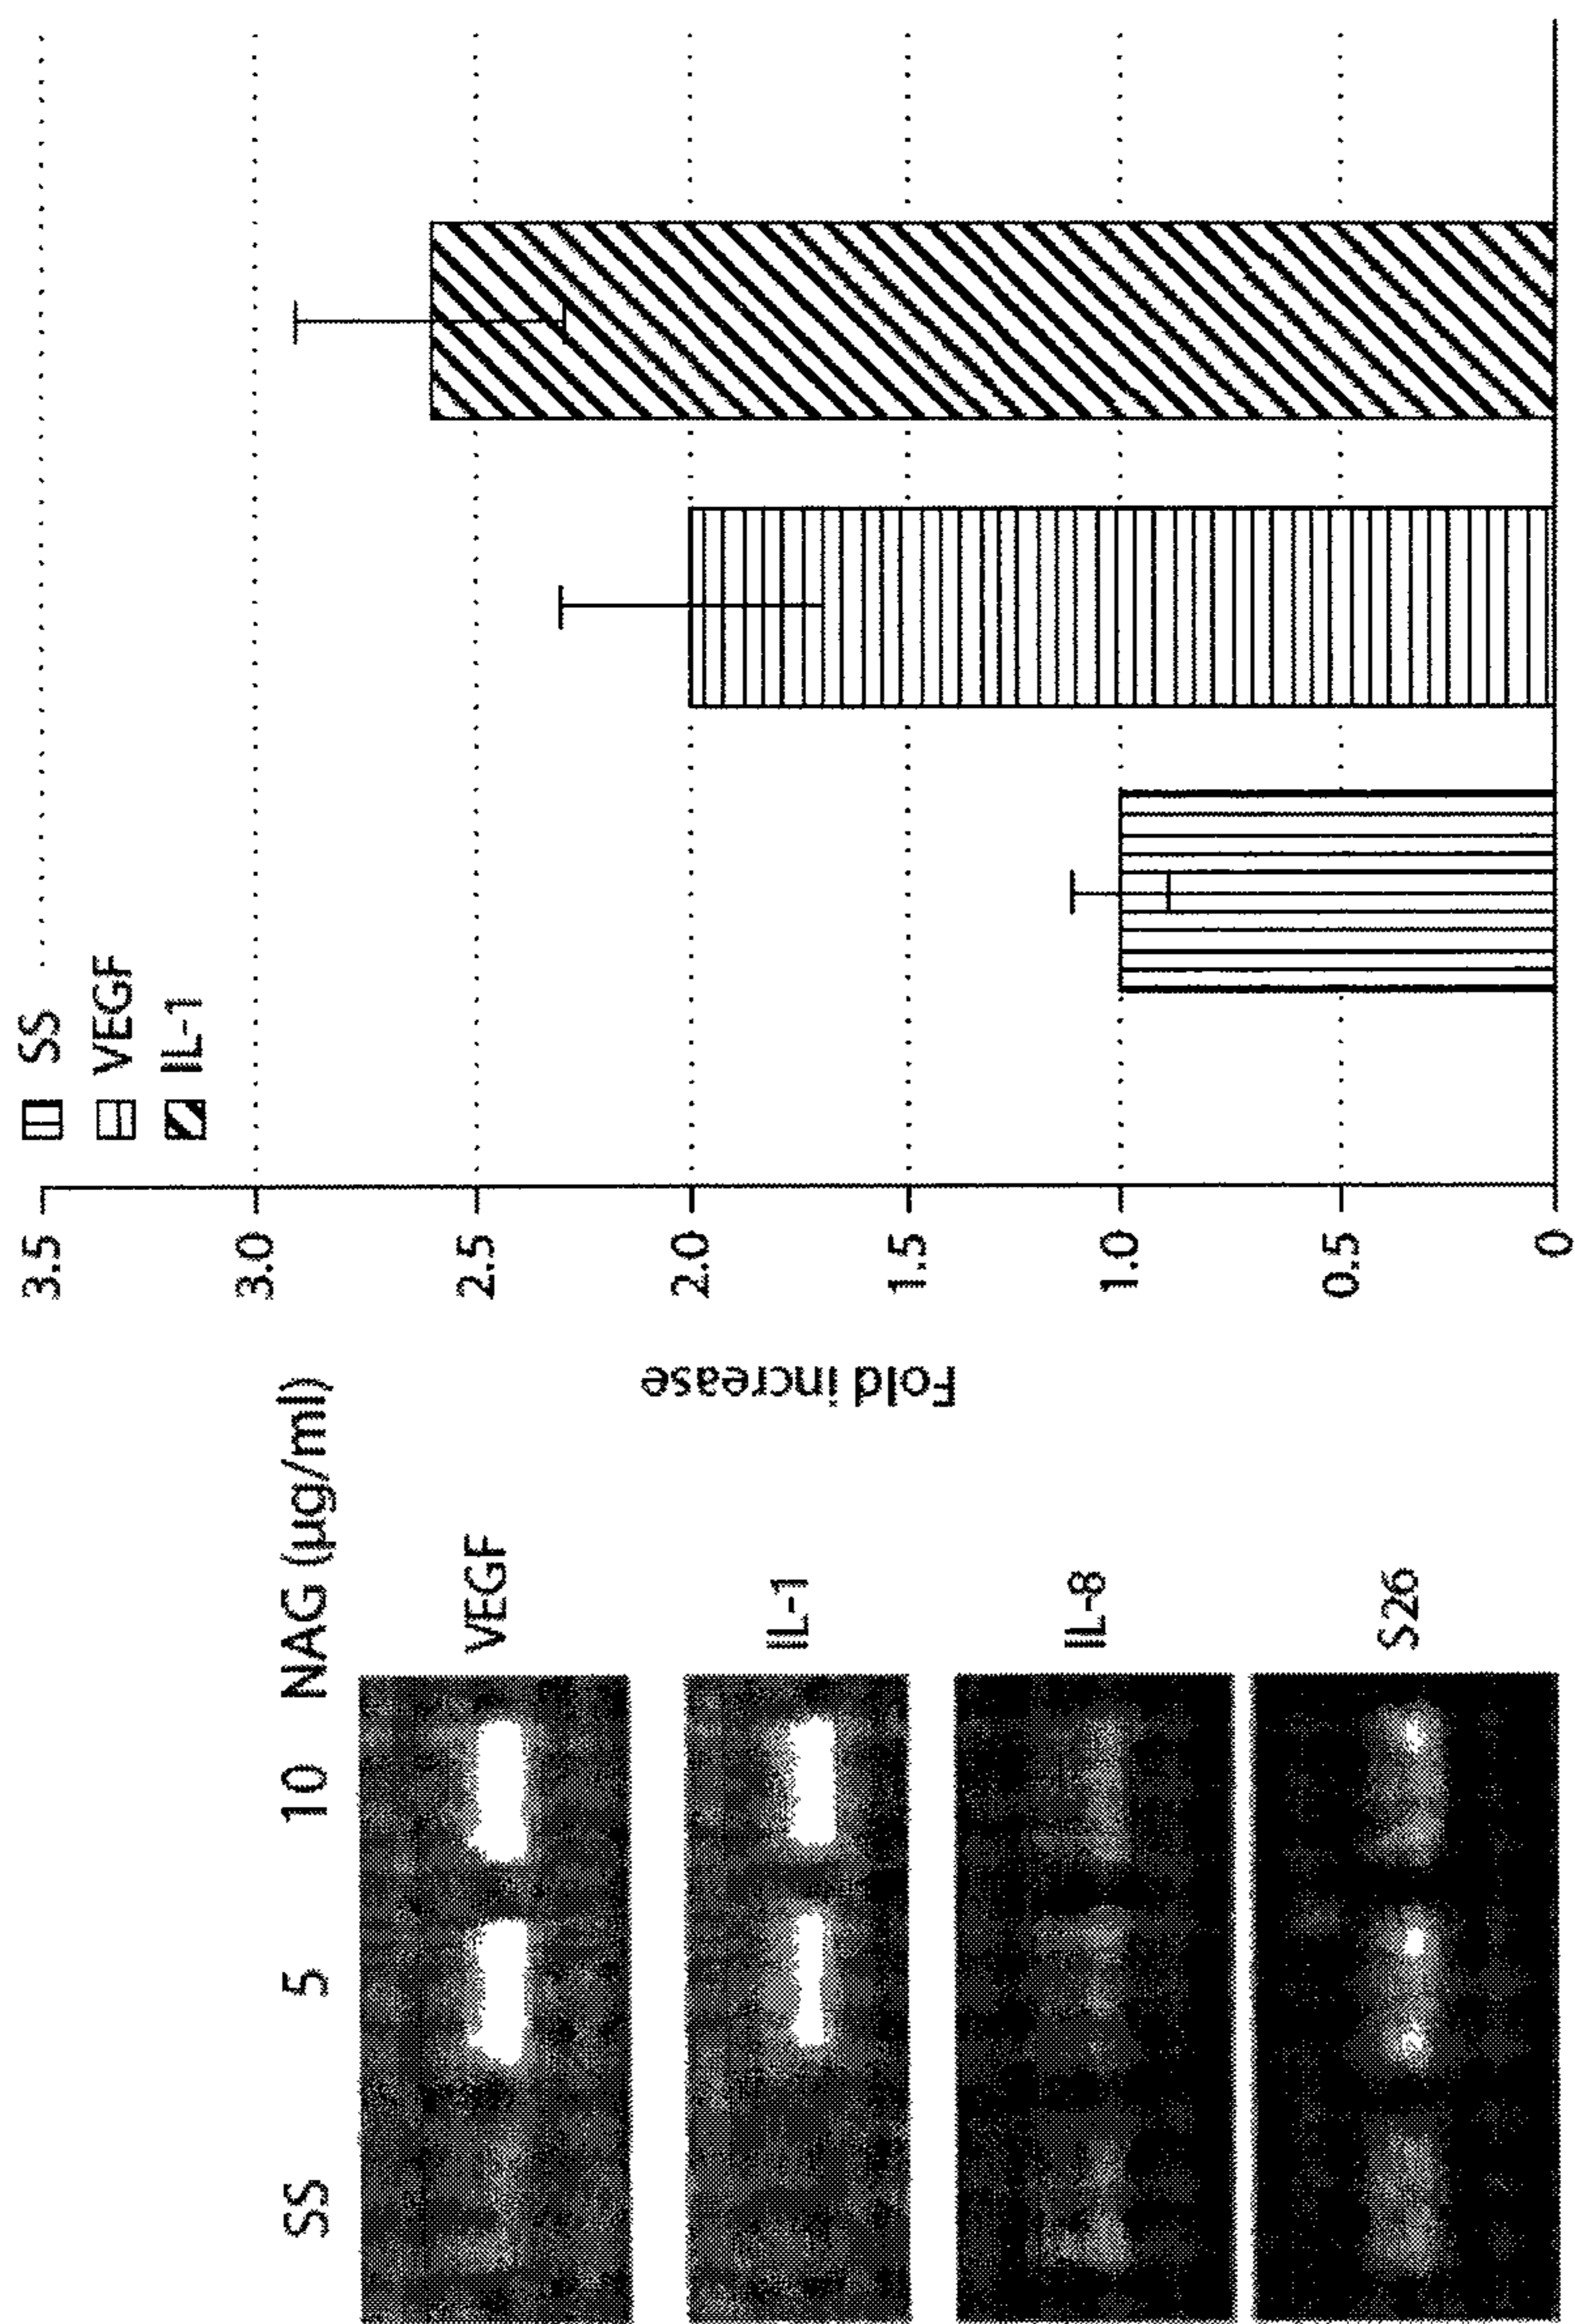 SS 5 10 NAG (µg/ml)
VEGF
IL-1
IL-8
S26
Fold increase
3.5
3.0
2.5
2.0
1.5
1.0
0.5
0
SS
VEGF
IL-1